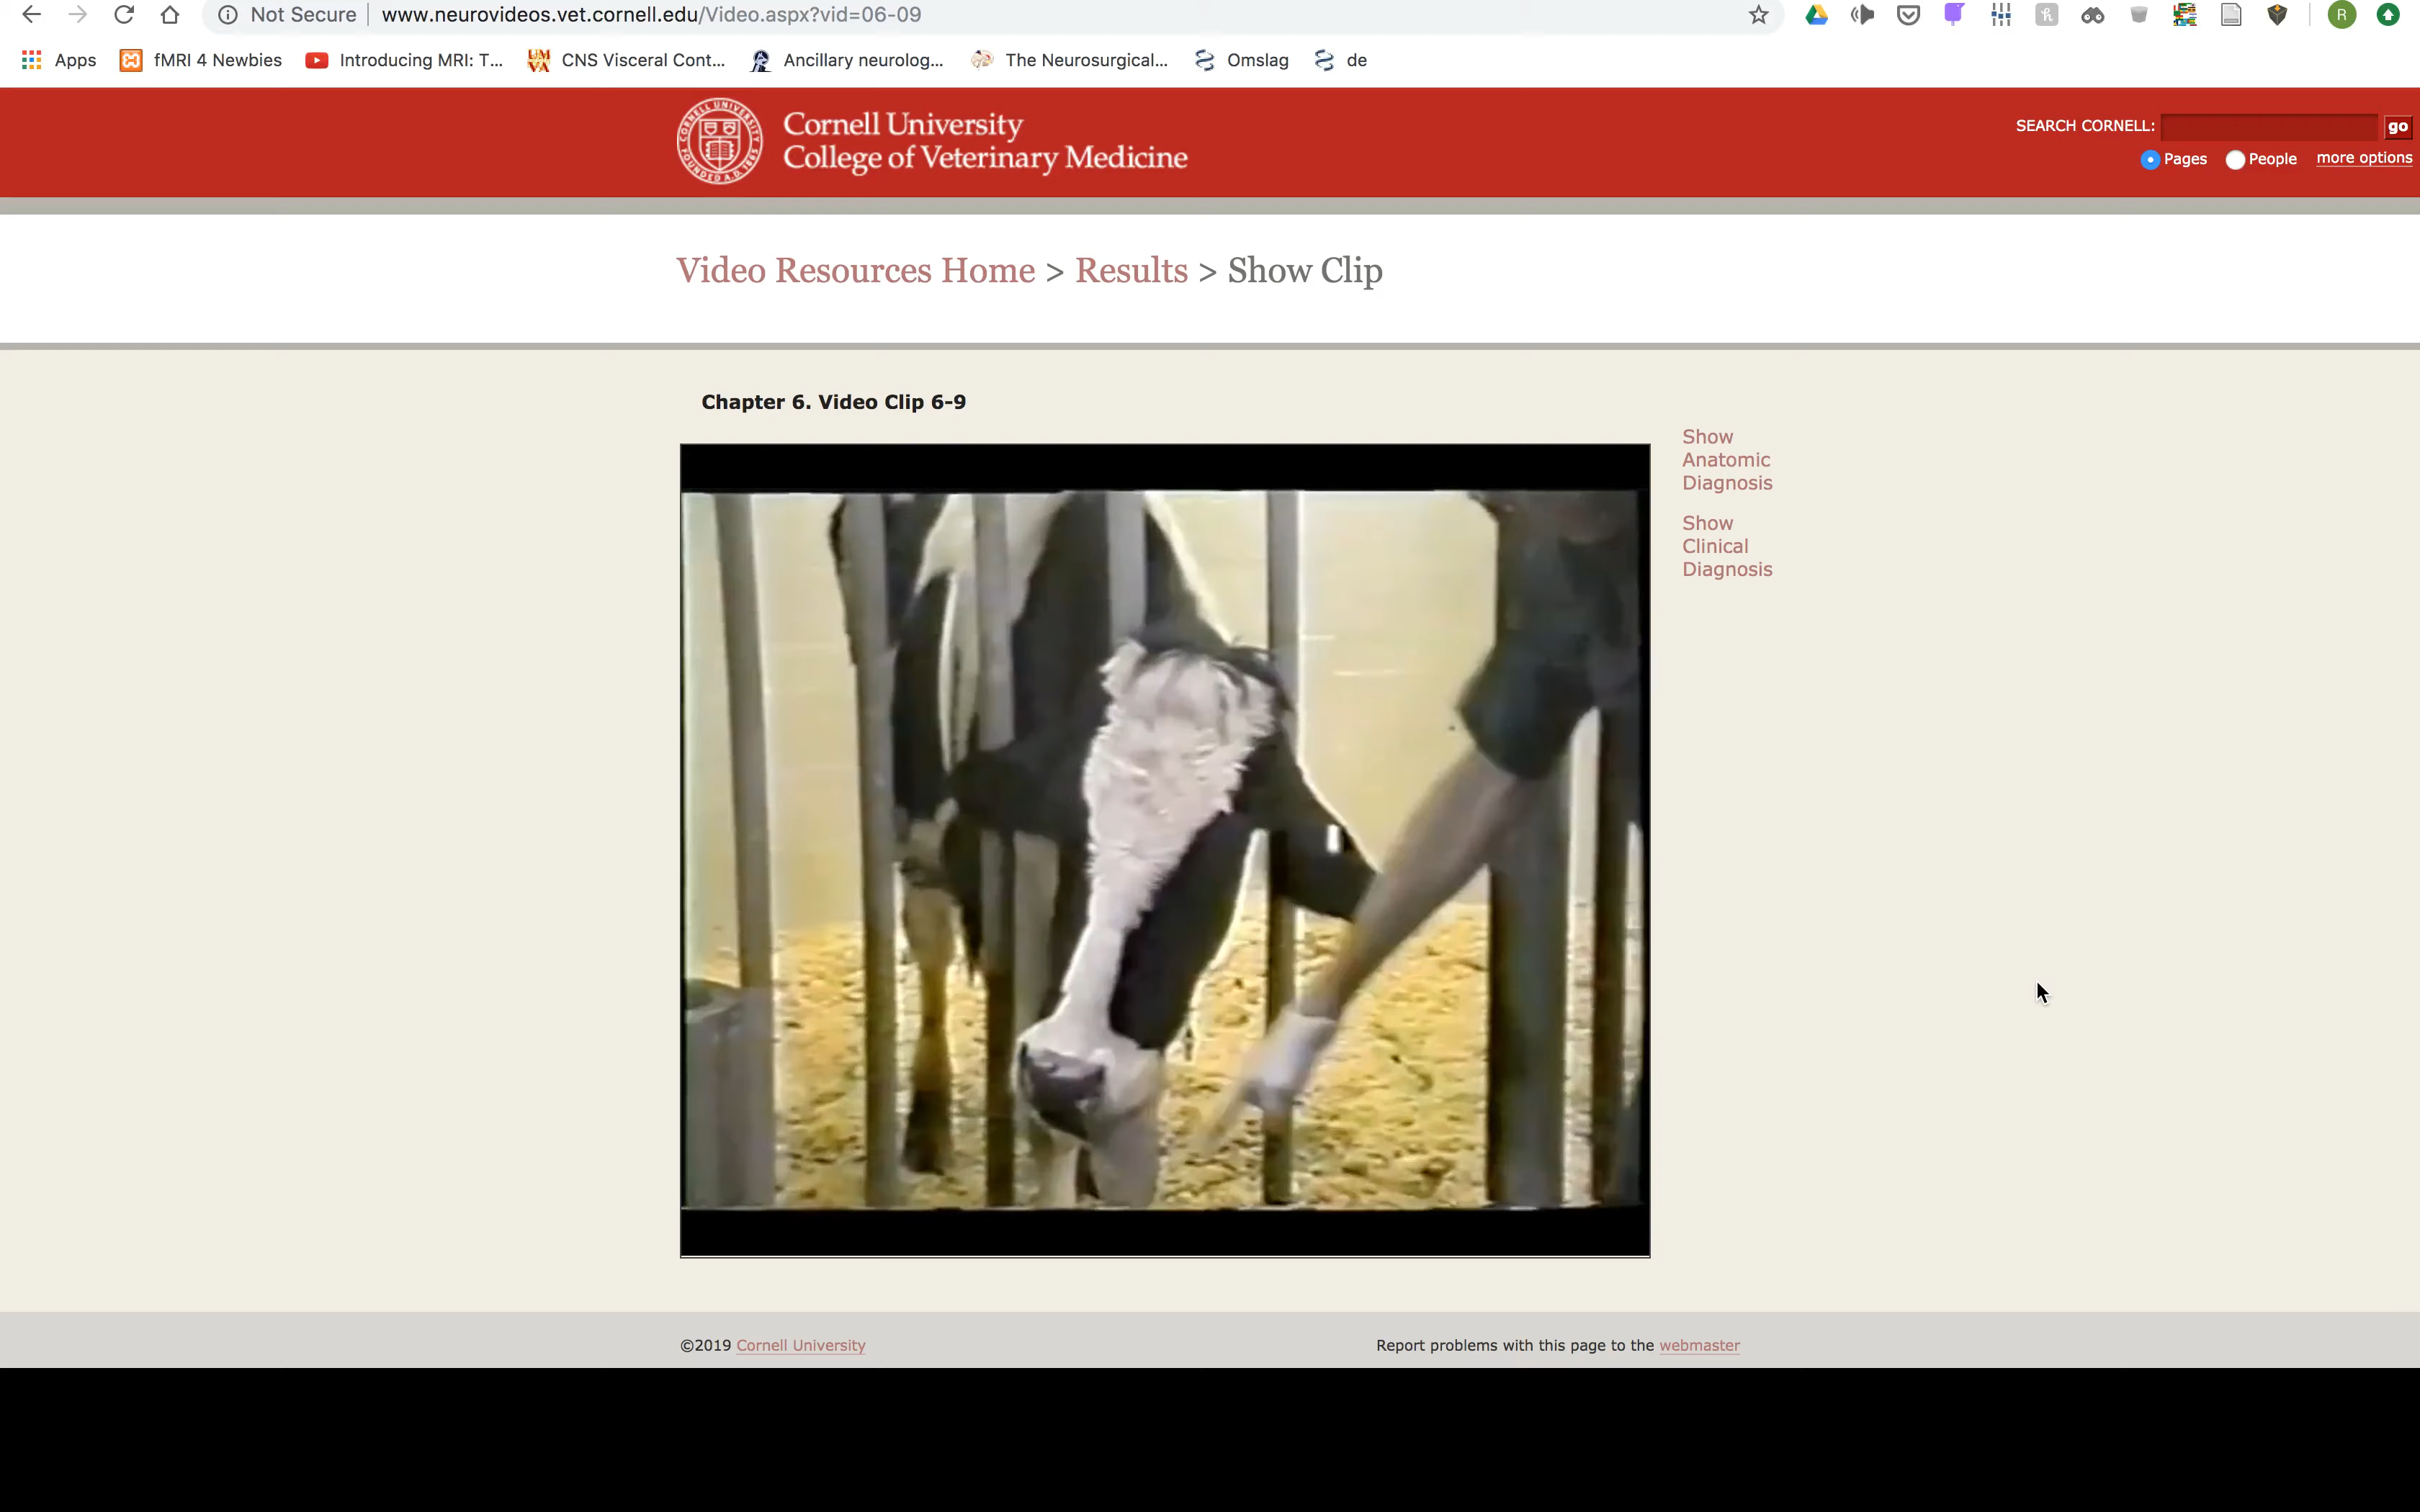 Not Secure www.neurovideos.vet.cornell.edu/Video.aspx?vid=06-09 R
Apps fMRI 4 Newbies Introducing MRI: T... CNS Visceral Cont... Ancillary neurolog... The Neurosurgical... Omslag de
Cornell University
College of Veterinary Medicine
SEARCH CORNELL: go
Pages People more options
Video Resources Home > Results > Show Clip
Chapter 6. Video Clip 6-9
Show
Anatomic
Diagnosis
Show
Clinical
Diagnosis
©2019 Cornell University
Report problems with this page to the webmaster